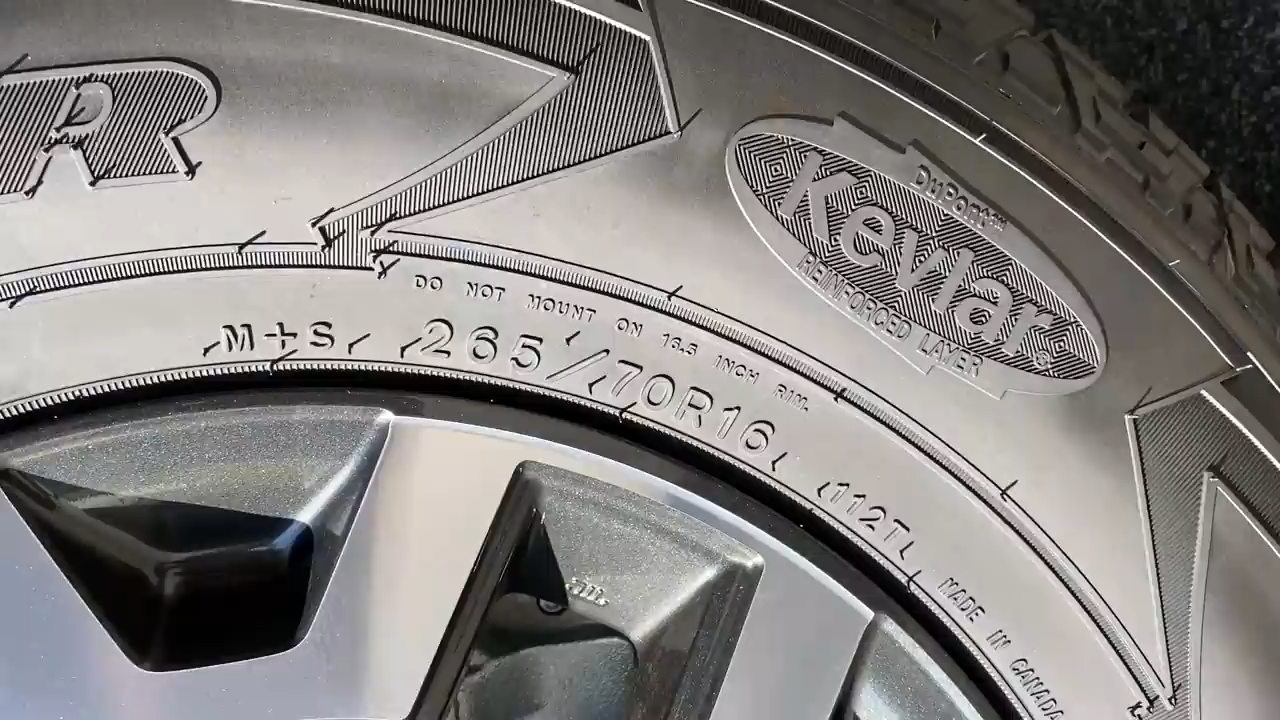 R
DuPont™
Kevlar®
REINFORCED LAYER
DO NOT MOUNT ON 16.5 INCH RIM.
M+S 265/70R16 112T MADE IN CANADA